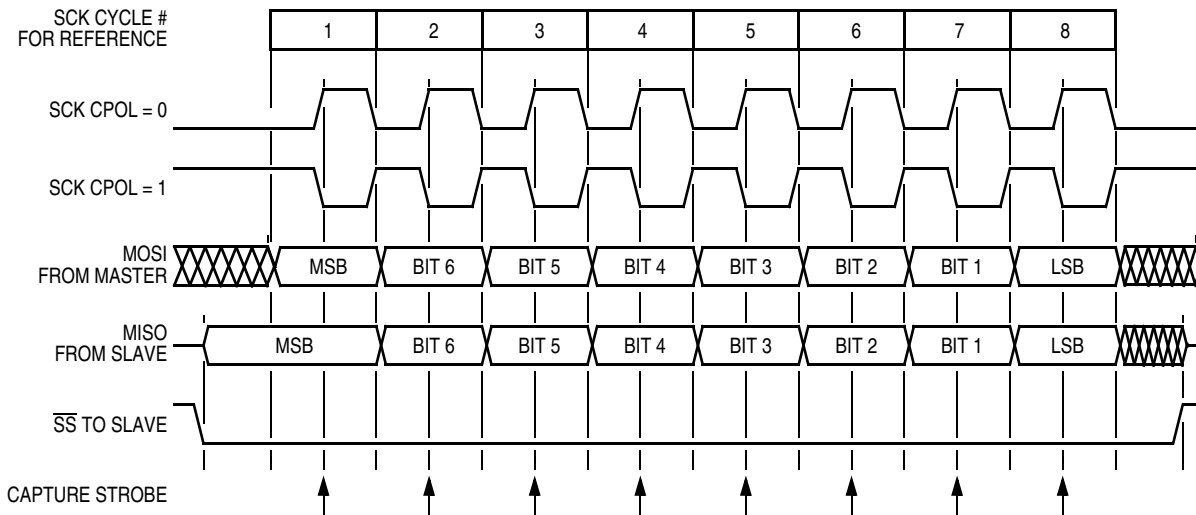 SCK CYCLE #
FOR REFERENCE
1 2 3 4 5 6 7 8
SCK CPOL = 0
SCK CPOL = 1
MOSI
FROM MASTER
MSB BIT 6 BIT 5 BIT 4 BIT 3 BIT 2 BIT 1 LSB
MISO
FROM SLAVE
MSB BIT 6 BIT 5 BIT 4 BIT 3 BIT 2 BIT 1 LSB
S̅S̅ TO SLAVE
CAPTURE STROBE